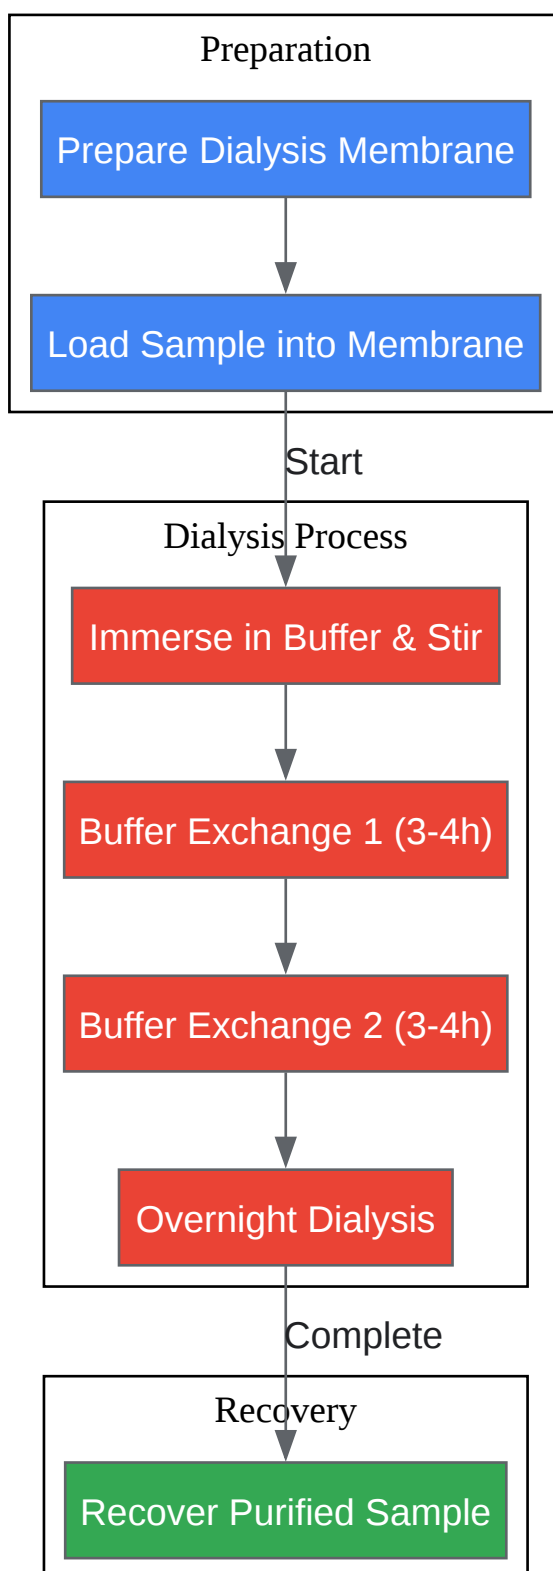 Preparation
Prepare Dialysis Membrane
Load Sample into Membrane
Start
Dialysis Process
Immerse in Buffer & Stir
Buffer Exchange 1 (3-4h)
Buffer Exchange 2 (3-4h)
Overnight Dialysis
Complete
Recovery
Recover Purified Sample